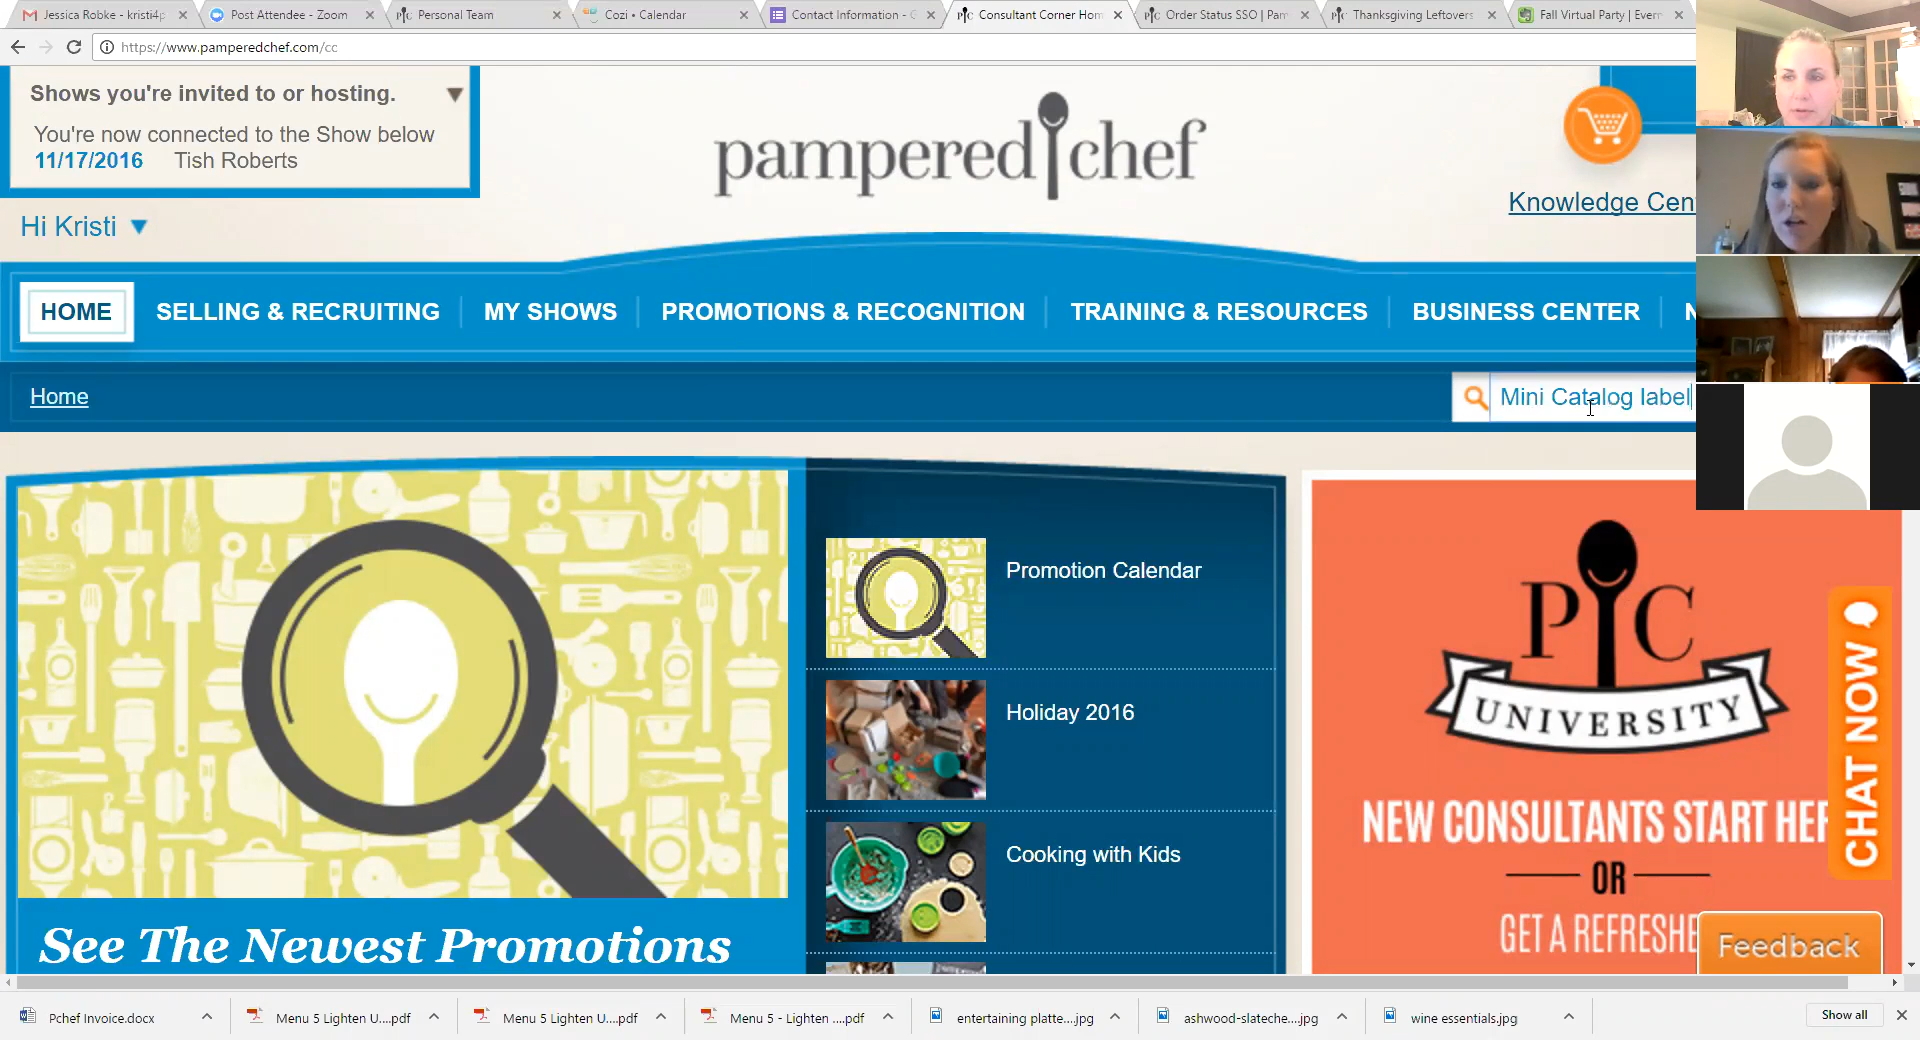 Jessica Robke - kristi4p
Post Attendee - Zoom
Personal Team
Cozi • Calendar
Contact Information - G
Consultant Corner Hom
Order Status SSO | Pam
Thanksgiving Leftovers
Fall Virtual Party | Evern
https://www.pamperedchef.com/cc
Shows you're invited to or hosting.
You're now connected to the Show below
11/17/2016 Tish Roberts
pampered chef
Knowledge Cen
Hi Kristi
HOME
SELLING & RECRUITING
MY SHOWS
PROMOTIONS & RECOGNITION
TRAINING & RESOURCES
BUSINESS CENTER
Home
Mini Catalog label
Promotion Calendar
Holiday 2016
Cooking with Kids
See The Newest Promotions
PC
UNIVERSITY
NEW CONSULTANTS START HER
OR
GET A REFRESHE
CHAT NOW
Feedback
Pchef Invoice.docx
Menu 5 Lighten U....pdf
Menu 5 Lighten U....pdf
Menu 5 - Lighten ....pdf
entertaining platte....jpg
ashwood-slateche....jpg
wine essentials.jpg
Show all